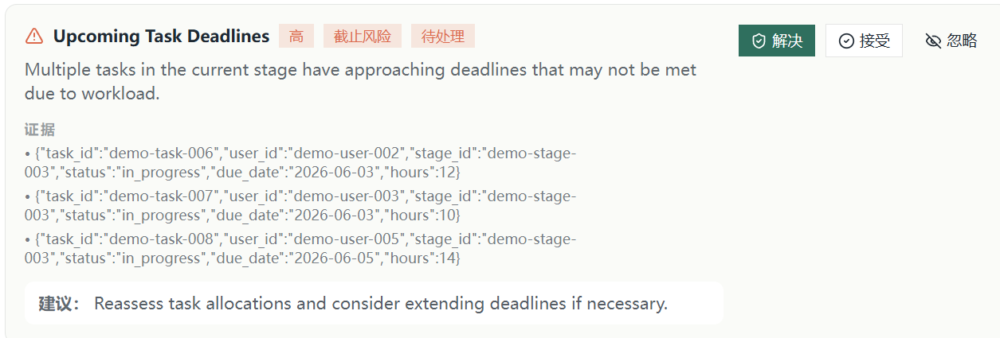 Upcoming Task Deadlines 高 截止风险 待处理 解决 接受 忽略
Multiple tasks in the current stage have approaching deadlines that may not be met
due to workload.
证据
• {"task_id":"demo-task-006","user_id":"demo-user-002","stage_id":"demo-stage-
003","status":"in_progress","due_date":"2026-06-03","hours":12}
• {"task_id":"demo-task-007","user_id":"demo-user-003","stage_id":"demo-stage-
003","status":"in_progress","due_date":"2026-06-03","hours":10}
• {"task_id":"demo-task-008","user_id":"demo-user-005","stage_id":"demo-stage-
003","status":"in_progress","due_date":"2026-06-05","hours":14}
建议： Reassess task allocations and consider extending deadlines if necessary.